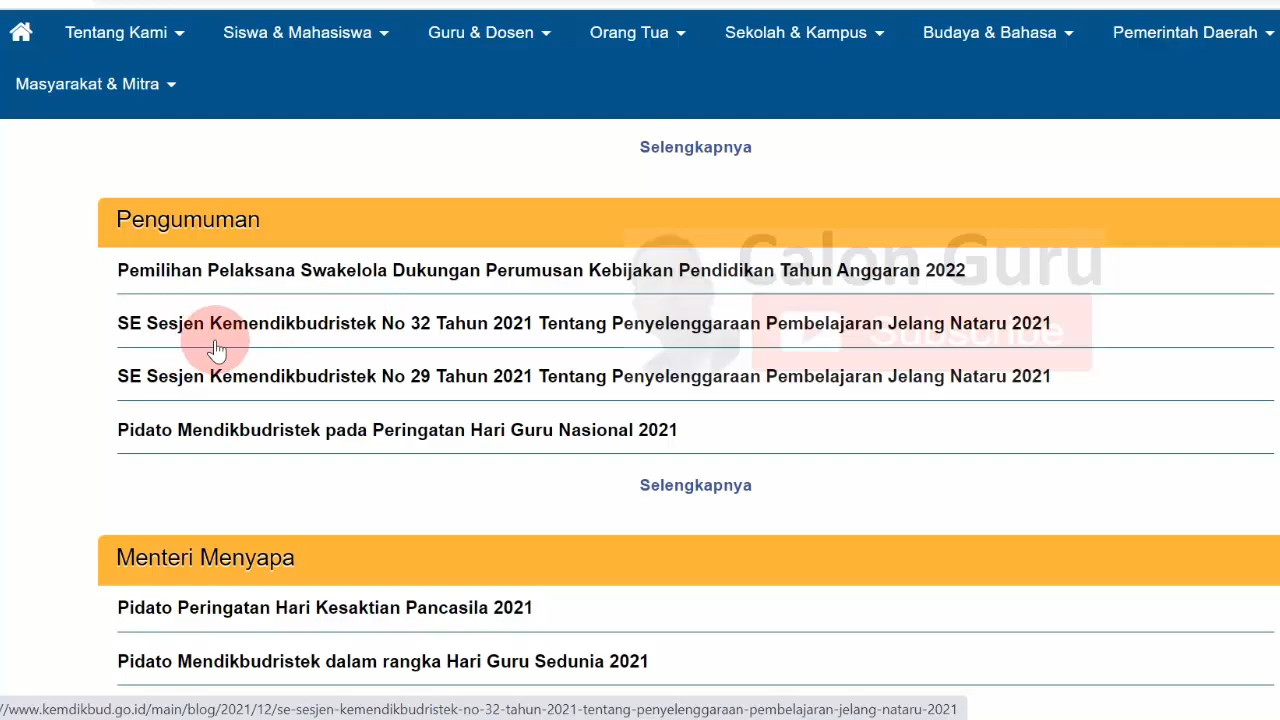 Tentang Kami
Siswa & Mahasiswa
Guru & Dosen
Orang Tua
Sekolah & Kampus
Budaya & Bahasa
Pemerintah Daerah
Masyarakat & Mitra
Selengkapnya
Pengumuman
Calon Guru
Subscribe
Pemilihan Pelaksana Swakelola Dukungan Perumusan Kebijakan Pendidikan Tahun Anggaran 2022
SE Sesjen Kemendikbudristek No 32 Tahun 2021 Tentang Penyelenggaraan Pembelajaran Jelang Nataru 2021
SE Sesjen Kemendikbudristek No 29 Tahun 2021 Tentang Penyelenggaraan Pembelajaran Jelang Nataru 2021
Pidato Mendikbudristek pada Peringatan Hari Guru Nasional 2021
Selengkapnya
Menteri Menyapa
Pidato Peringatan Hari Kesaktian Pancasila 2021
Pidato Mendikbudristek dalam rangka Hari Guru Sedunia 2021
//www.kemdikbud.go.id/main/blog/2021/12/se-sesjen-kemendikbudristek-no-32-tahun-2021-tentang-penyelenggaraan-pembelajaran-jelang-nataru-2021